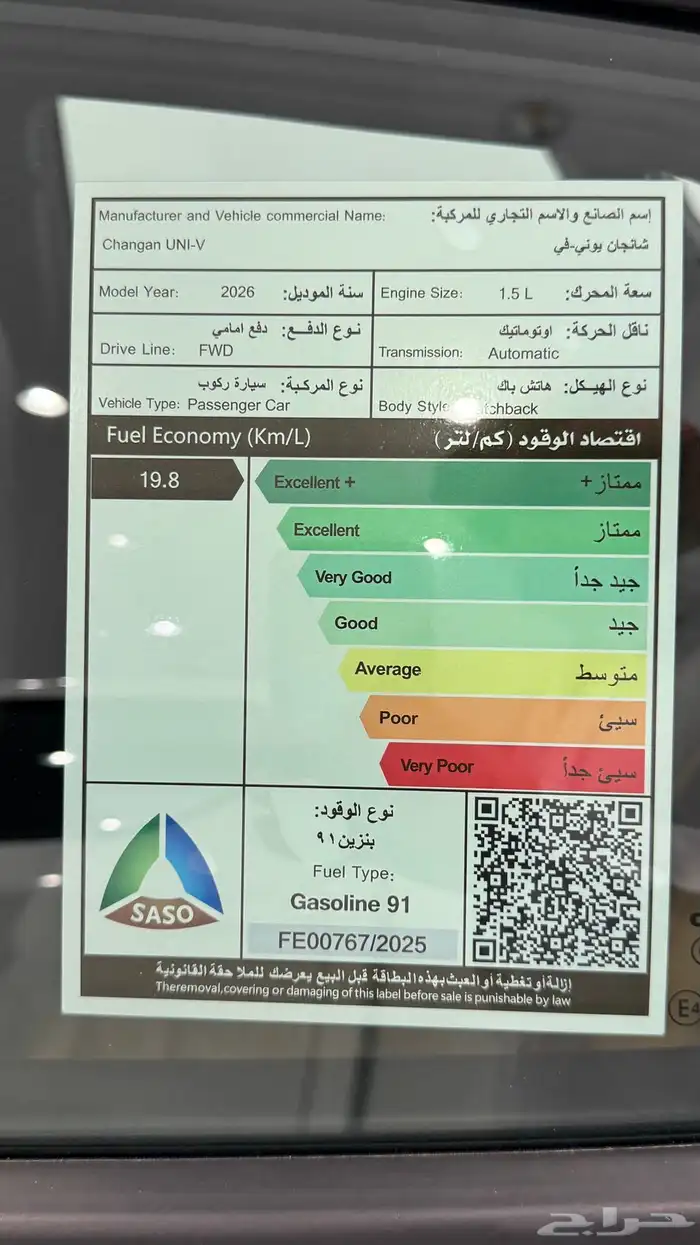 Manufacturer and Vehicle commercial Name: إسم الصانع والاسم التجاري للمركبة:
Changan UNI-V شانجان يوني-في
Model Year: 2026 سنة الموديل:
Engine Size: 1.5 L سعة المحرك:
نوع الدفـــع: دفع امامي
Drive Line: FWD
ناقل الحركة: اوتوماتيك
Transmission: Automatic
نوع المركبة: سيارة ركوب
Vehicle Type: Passenger Car
نوع الهيـكل: هاتش باك
Body Style
Fuel Economy (Km/L) اقتصاد الوقود (كم/لتر)
19.8
Excellent + ممتاز +
Excellent ممتاز
Very Good جيد جداً
Good جيد
Average متوسط
Poor سيئ
Very Poor سيئ جداً
SASO
نوع الوقود:
بنزين ٩١
Fuel Type:
Gasoline 91
FE00767/2025
إزالة أو تغطية أو العبث بهذه البطاقة قبل البيع يعرضك للملاحقة القانونية
Theremoval,covering or damaging of this label before sale is punishable by law
E4
حراج